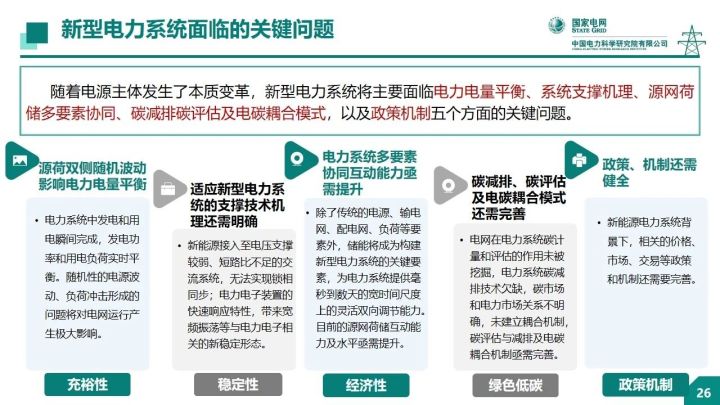 新型电力系统面临的关键问题
国家电网
STATE GRID
中国电力科学研究院有限公司
随着电源主体发生了本质变革，新型电力系统将主要面临电力电量平衡、系统支撑机理、源网荷
储多要素协同、碳减排碳评估及电碳耦合模式，以及政策机制五个方面的关键问题。
源荷双侧随机波动
影响电力电量平衡
• 电力系统中发电和用
电瞬间完成，发电功
率和用电负荷实时平
衡。随机性的电源波
动、负荷冲击形成的
问题将对电网运行产
生极大影响。
充裕性
适应新型电力系
统的支撑技术机
理还需明确
• 新能源接入至电压支撑
较弱、短路比不足的交
流系统，无法实现锁相
同步；电力电子装置的
快速响应特性，带来宽
频振荡等与电力电子相
关的新稳定形态。
稳定性
电力系统多要素
协同互动能力亟
需提升
• 除了传统的电源、输电
网、配电网、负荷等要
素外，储能将成为构建
新型电力系统的关键要
素，为电力系统提供毫
秒到数天的宽时间尺度
上的灵活双向调节能力。
目前的源网荷储互动能
力及水平亟需提升。
经济性
碳减排、碳评估
及电碳耦合模式
还需完善
• 电网在电力系统碳计
量和评估的作用未被
挖掘，电力系统碳减
排技术欠缺，碳市场
和电力市场关系不明
确，未建立耦合机制，
碳评估与减排及电碳
耦合机制亟需完善。
绿色低碳
政策、机制还需
健全
• 新能源电力系统背
景下，相关的价格、
市场、交易等政策
和机制还需要完善。
政策机制
26